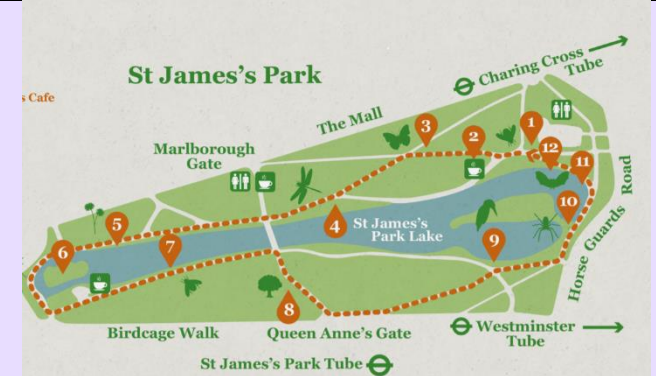 St James's Park
Charing Cross
Tube
s Cafe
The Mall
Marlborough
Gate
1
2
3
12
11
10
Road
Horse Guards
4
St James's
Park Lake
5
6
7
9
8
Birdcage Walk
Queen Anne's Gate
Westminster
Tube
St James's Park Tube